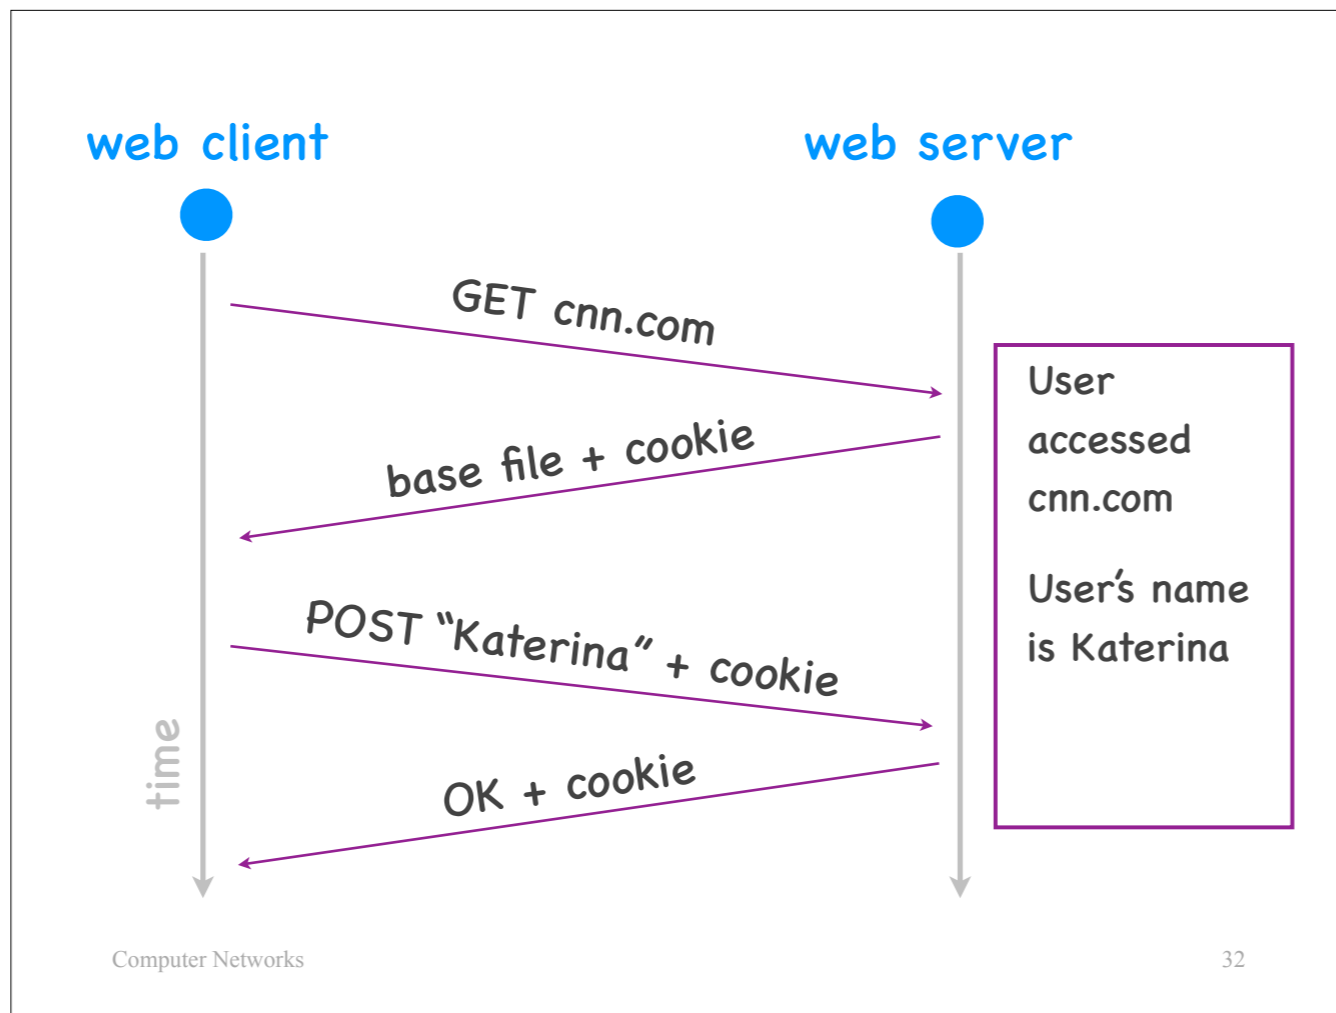 web client
web server
GET cnn.com
base file + cookie
POST “Katerina” + cookie
OK + cookie
time
User
accessed
cnn.com
User’s name
is Katerina
Computer Networks
32